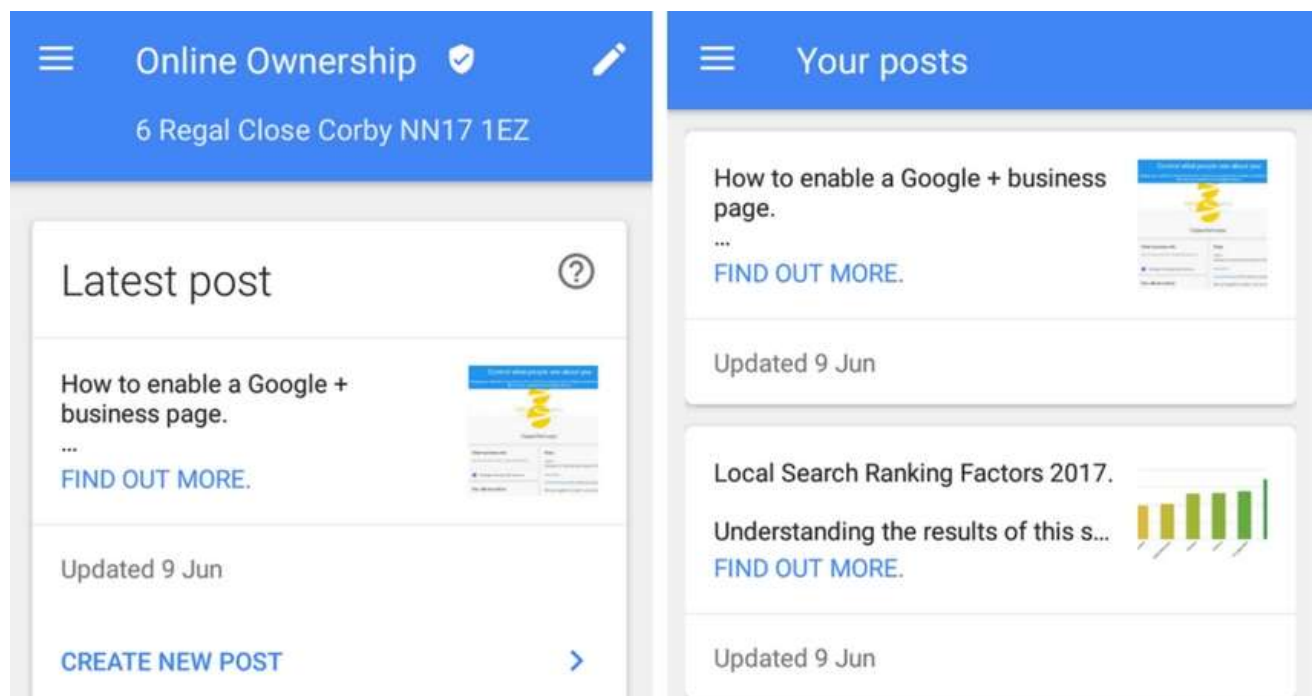 Online Ownership
6 Regal Close Corby NN17 1EZ
Latest post
How to enable a Google +
business page.
...
FIND OUT MORE.
Updated 9 Jun
CREATE NEW POST
Your posts
How to enable a Google + business
page.
...
FIND OUT MORE.
Updated 9 Jun
Local Search Ranking Factors 2017.
Understanding the results of this s...
FIND OUT MORE.
Updated 9 Jun